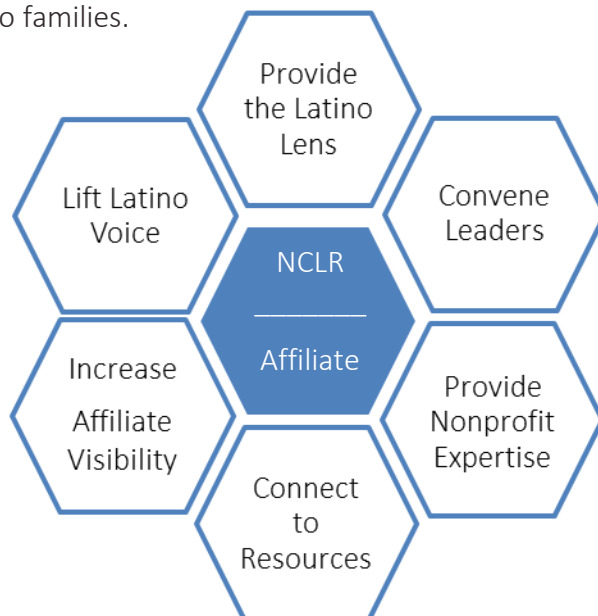 o families.
Provide
the Latino
Lens
Lift Latino
Voice
Convene
Leaders
NCLR
Affiliate
Increase
Affiliate
Visibility
Provide
Nonprofit
Expertise
Connect
to
Resources